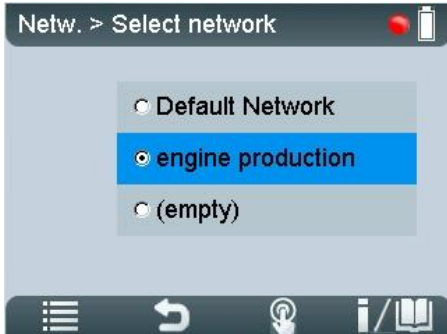 Netw. > Select network
Default Network
engine production
(empty)
i/